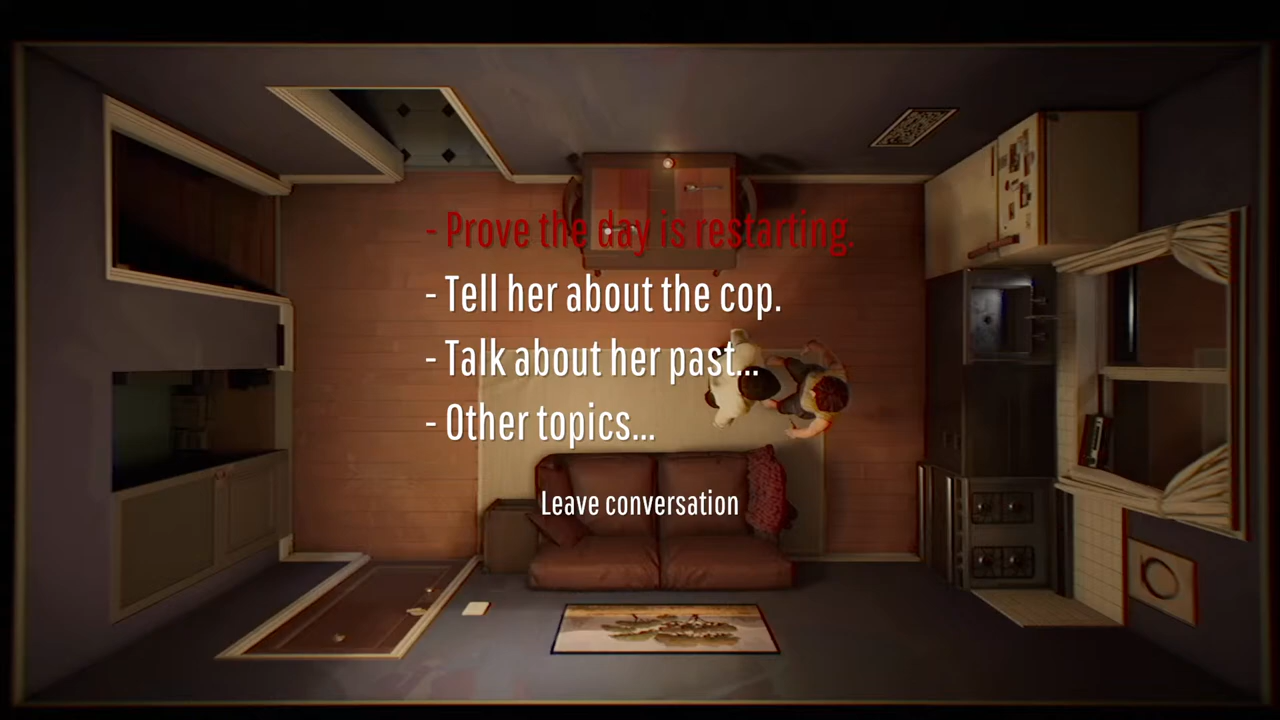 - Prove the day is restarting.
- Tell her about the cop.
- Talk about her past...
- Other topics...
Leave conversation